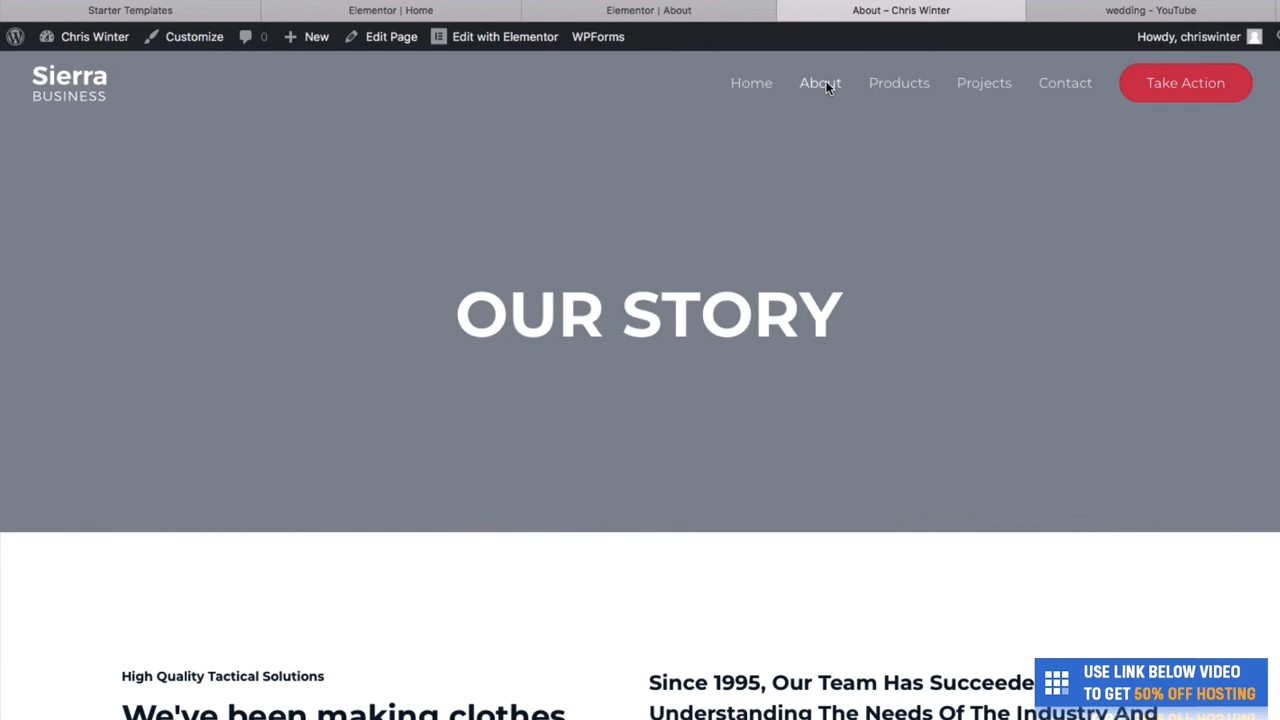 Starter Templates
Elementor | Home
Elementor | About
About – Chris Winter
wedding - YouTube
Chris Winter
Customize
0
New
Edit Page
Edit with Elementor
WPForms
Howdy, chriswinter
Sierra
BUSINESS
Home
About
Products
Projects
Contact
Take Action
OUR STORY
High Quality Tactical Solutions
We've been making clothes
Since 1995, Our Team Has Succeede
Understanding The Needs Of The Industry And
USE LINK BELOW VIDEO
TO GET 50% OFF HOSTING